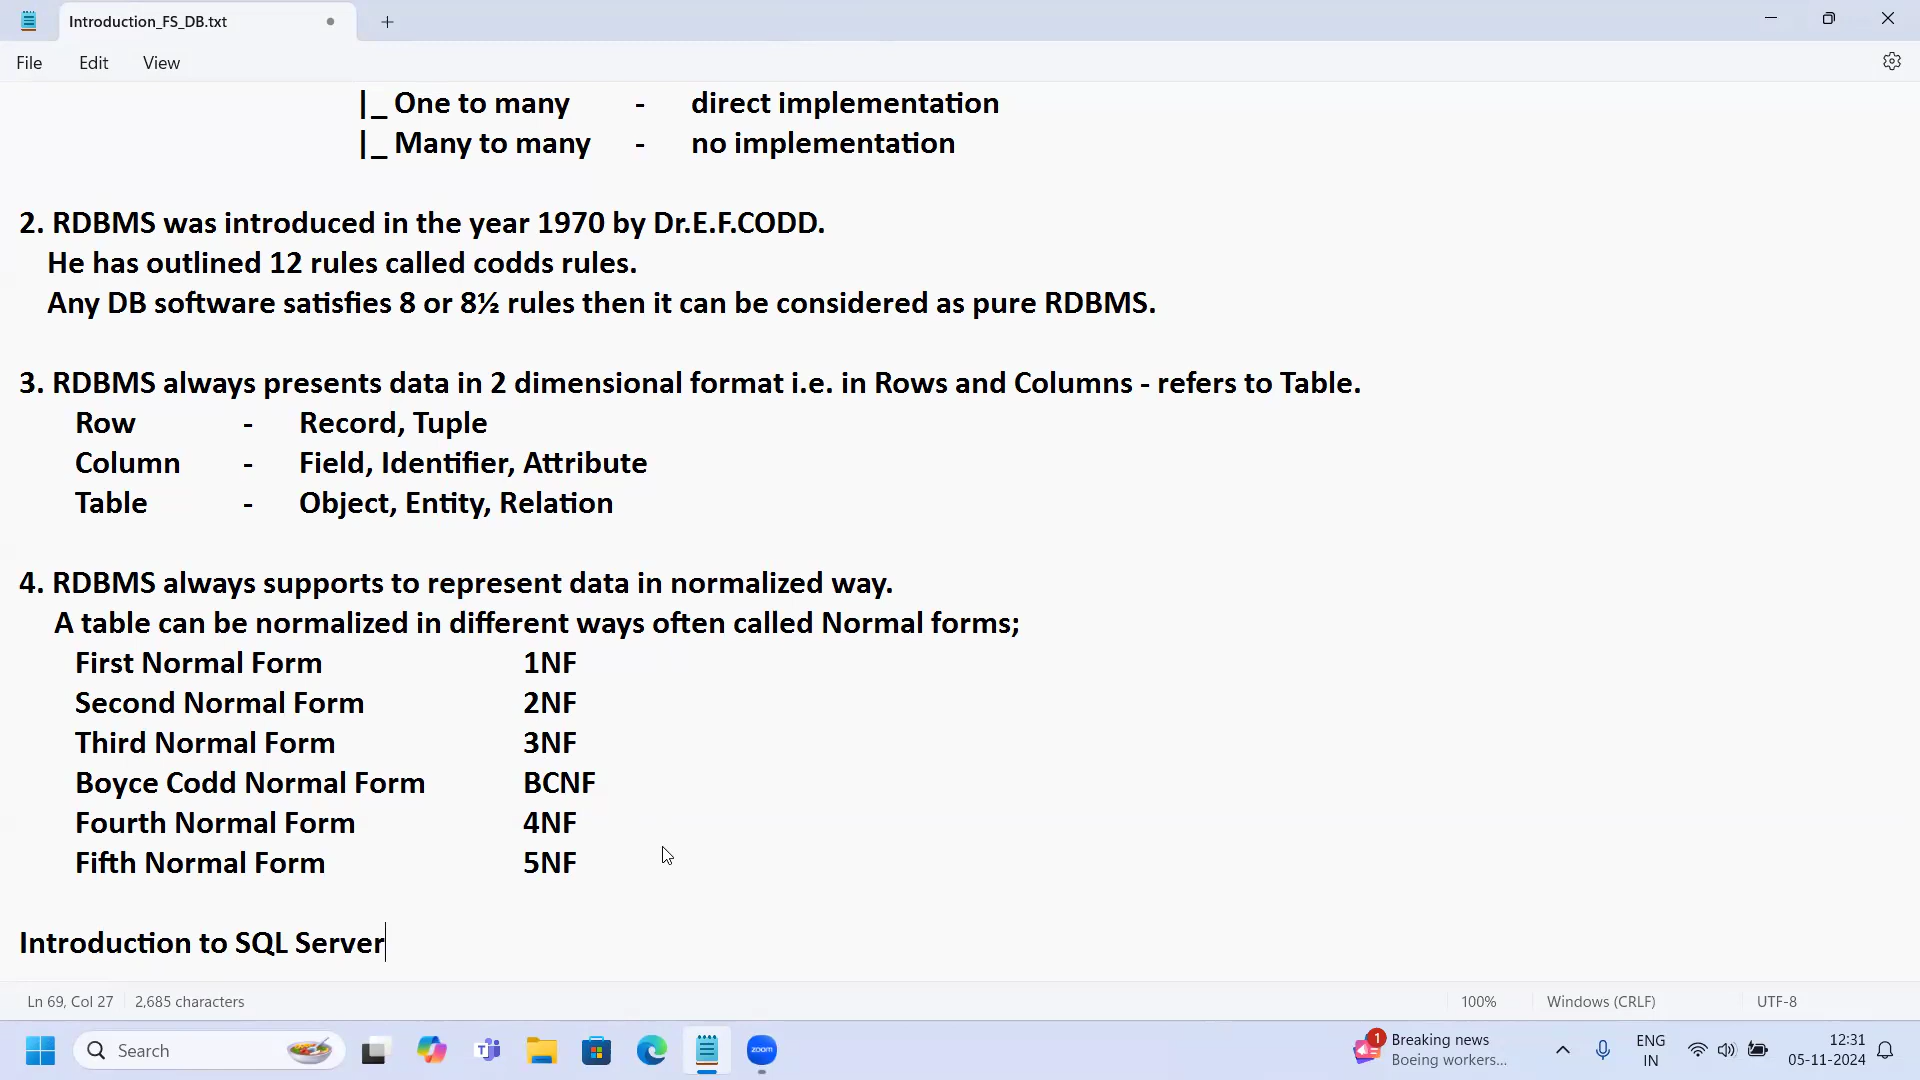 Introduction_FS_DB.txt
File Edit View
|_ One to many - direct implementation
|_ Many to many - no implementation
2. RDBMS was introduced in the year 1970 by Dr.E.F.CODD.
He has outlined 12 rules called codds rules.
Any DB software satisfies 8 or 8½ rules then it can be considered as pure RDBMS.
3. RDBMS always presents data in 2 dimensional format i.e. in Rows and Columns - refers to Table.
Row - Record, Tuple
Column - Field, Identifier, Attribute
Table - Object, Entity, Relation
4. RDBMS always supports to represent data in normalized way.
A table can be normalized in different ways often called Normal forms;
First Normal Form 1NF
Second Normal Form 2NF
Third Normal Form 3NF
Boyce Codd Normal Form BCNF
Fourth Normal Form 4NF
Fifth Normal Form 5NF
Introduction to SQL Server
Ln 69, Col 27 2,685 characters 100% Windows (CRLF) UTF-8
Search
zoom
1
Breaking news
Boeing workers...
ENG
IN
12:31
05-11-2024